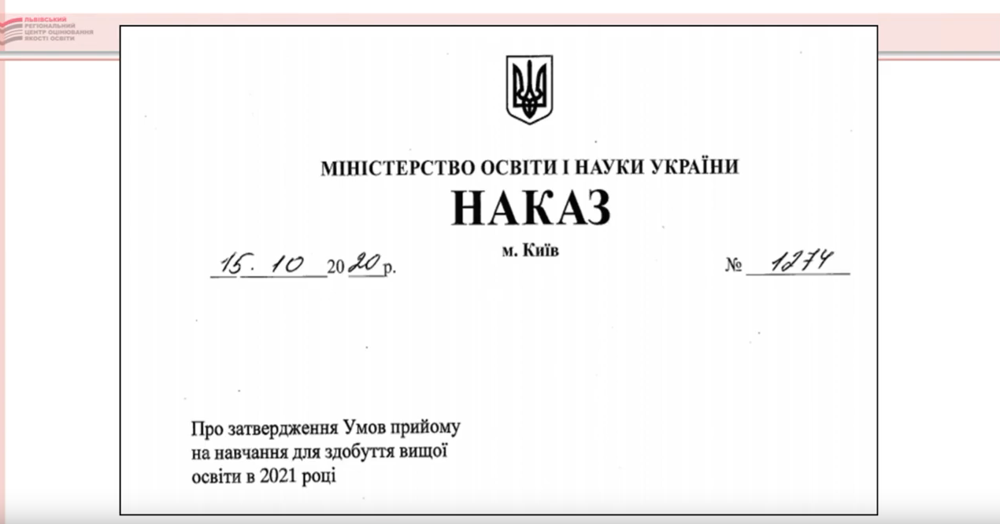 ЛЬВІВСЬКИЙ
РЕГІОНАЛЬНИЙ
ЦЕНТР ОЦІНЮВАННЯ
ЯКОСТІ ОСВІТИ
МІНІСТЕРСТВО ОСВІТИ І НАУКИ УКРАЇНИ
НАКАЗ
м. Київ
15. 10 2020 р.
№ 1274
Про затвердження Умов прийому
на навчання для здобуття вищої
освіти в 2021 році